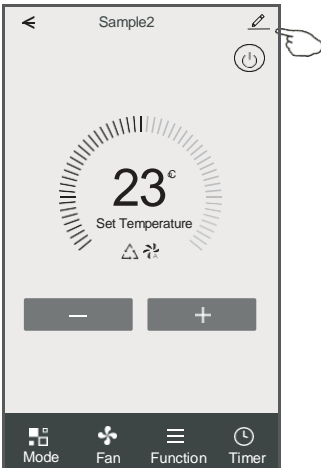 Sample2
23°C
Set Temperature
A
Mode Fan Function Timer